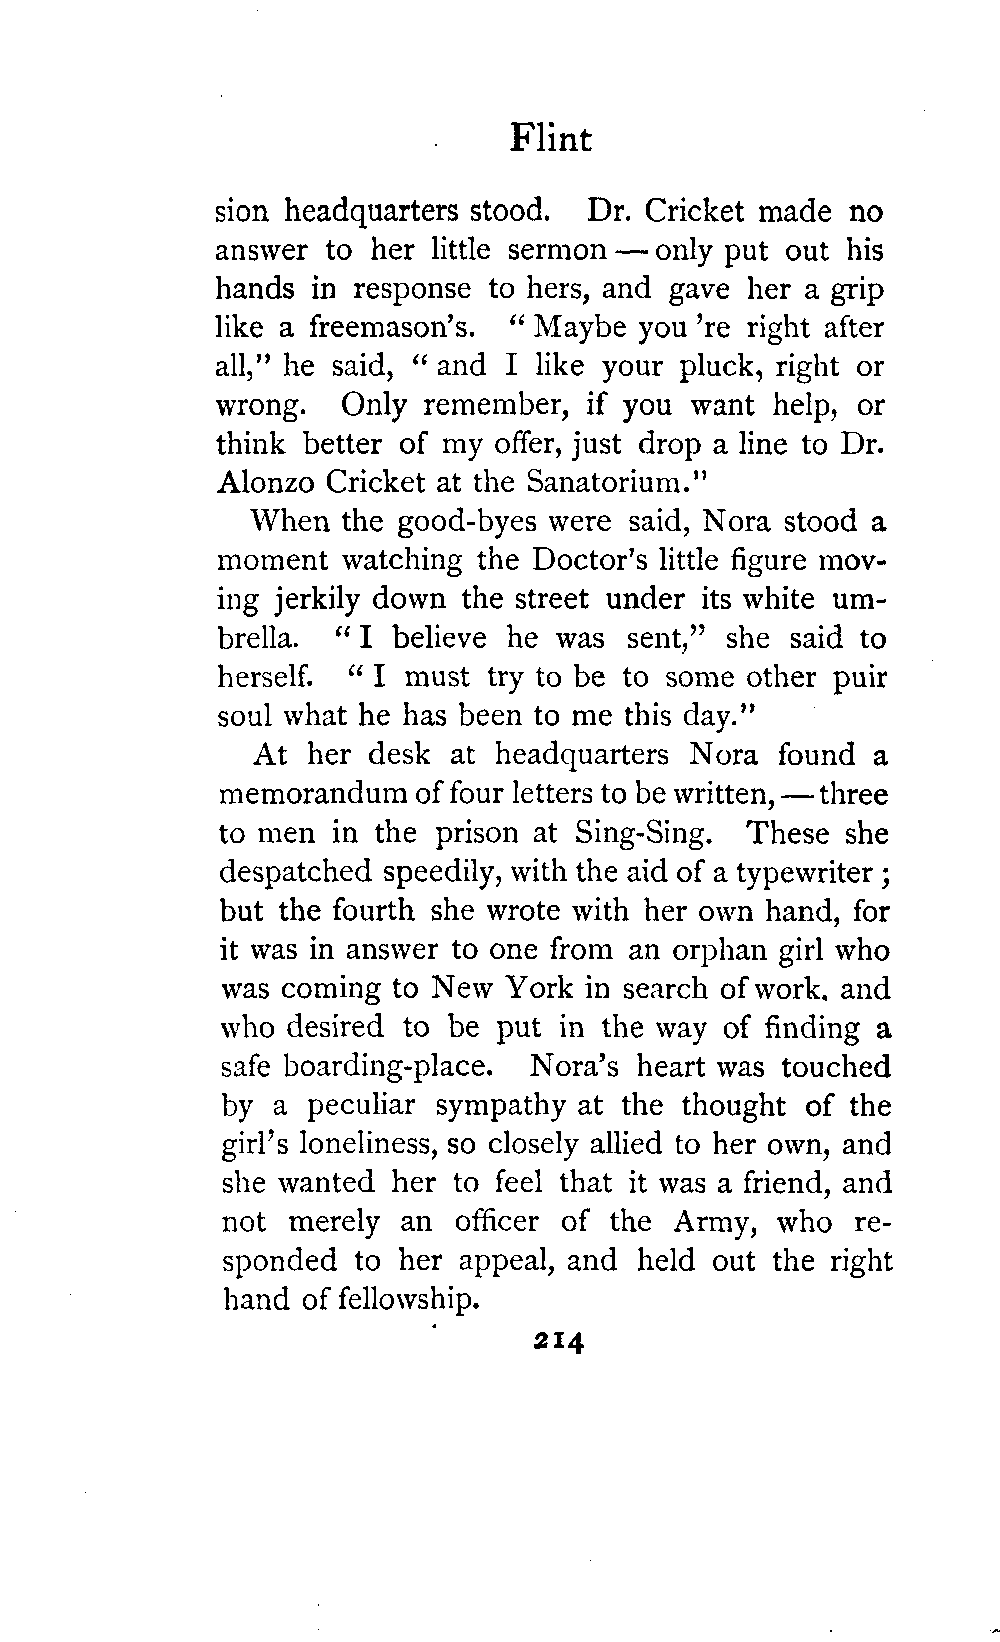 Flint
sion headquarters stood. Dr. Cricket made no
answer to her little sermon — only put out his
hands in response to hers, and gave her a grip
like a freemason's. " Maybe you 're right after
all," he said, " and I like your pluck, right or
wrong. Only remember, if you want help, or
think better of my offer, just drop a line to Dr.
Alonzo Cricket at the Sanatorium."
When the good-byes were said, Nora stood a
moment watching the Doctor's little figure mov-
ing jerkily down the street under its white um-
brella. " I believe he was sent," she said to
herself. " I must try to be to some other puir
soul what he has been to me this day."
At her desk at headquarters Nora found a
memorandum of four letters to be written, — three
to men in the prison at Sing-Sing. These she
despatched speedily, with the aid of a typewriter ;
but the fourth she wrote with her own hand, for
it was in answer to one from an orphan girl who
was coming to New York in search of work, and
who desired to be put in the way of finding a
safe boarding-place. Nora's heart was touched
by a peculiar sympathy at the thought of the
girl's loneliness, so closely allied to her own, and
she wanted her to feel that it was a friend, and
not merely an officer of the Army, who re-
sponded to her appeal, and held out the right
hand of fellowship.
214